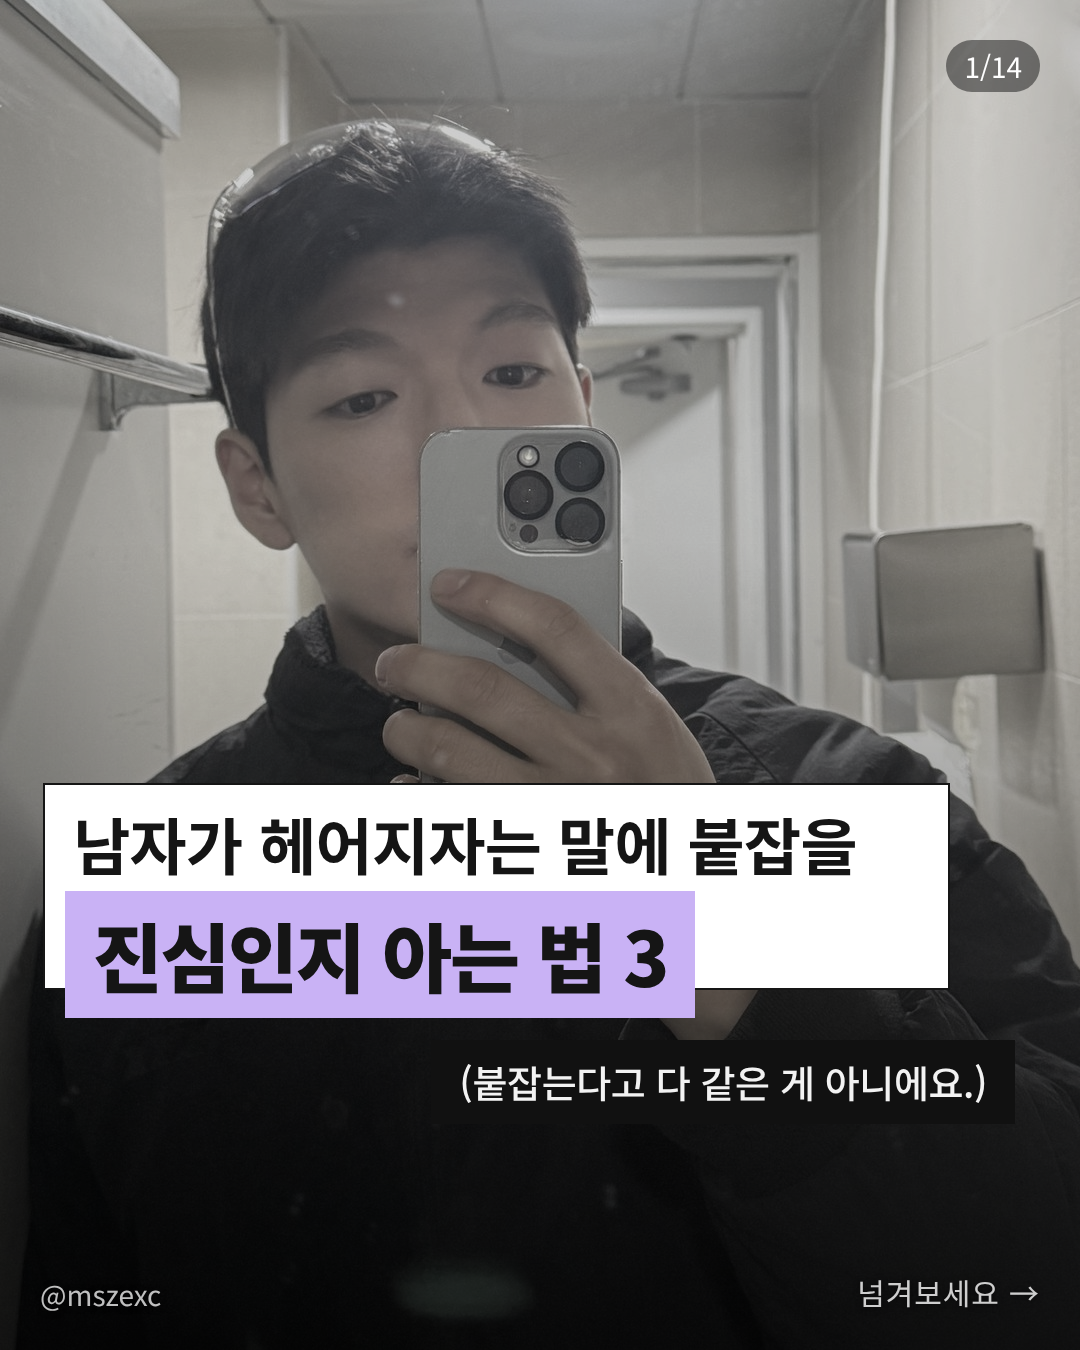 1/14
남자가 헤어지자는 말에 붙잡을
진심인지 아는 법 3
(붙잡는다고 다 같은 게 아니에요.)
@mszexc
넘겨보세요 →